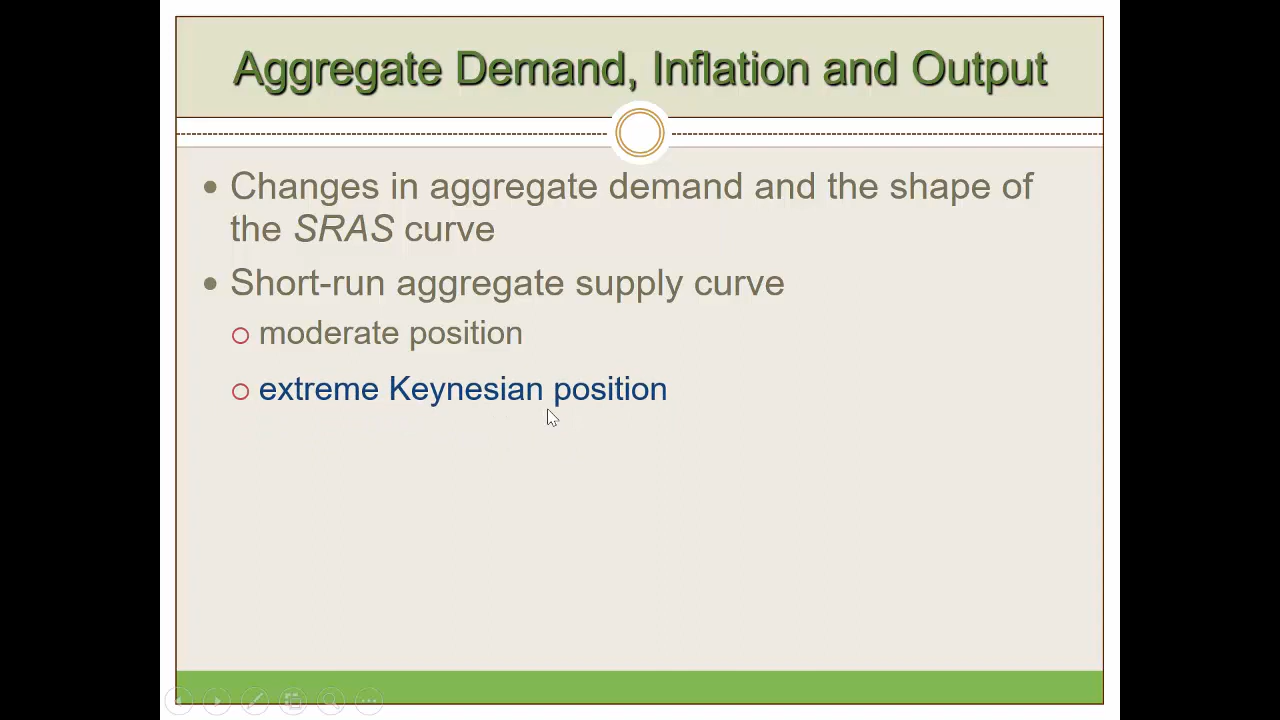 Aggregate Demand, Inflation and Output
• Changes in aggregate demand and the shape of
the SRAS curve
• Short-run aggregate supply curve
○ moderate position
○ extreme Keynesian position